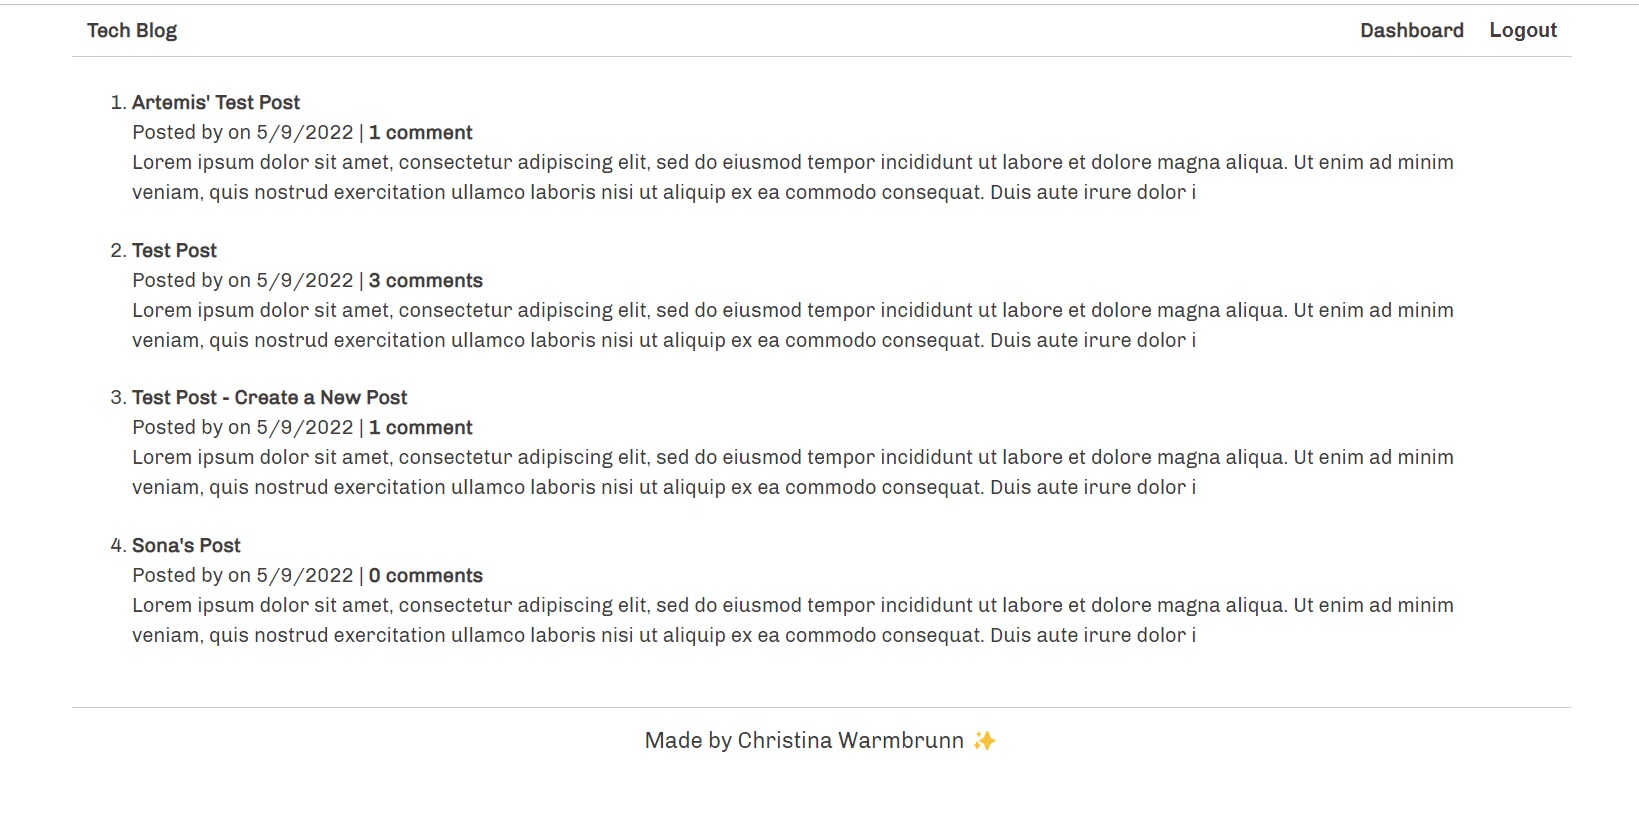 Tech Blog Dashboard Logout
1. Artemis' Test Post
Posted by on 5/9/2022 | 1 comment
Lorem ipsum dolor sit amet, consectetur adipiscing elit, sed do eiusmod tempor incididunt ut labore et dolore magna aliqua. Ut enim ad minim
veniam, quis nostrud exercitation ullamco laboris nisi ut aliquip ex ea commodo consequat. Duis aute irure dolor i
2. Test Post
Posted by on 5/9/2022 | 3 comments
Lorem ipsum dolor sit amet, consectetur adipiscing elit, sed do eiusmod tempor incididunt ut labore et dolore magna aliqua. Ut enim ad minim
veniam, quis nostrud exercitation ullamco laboris nisi ut aliquip ex ea commodo consequat. Duis aute irure dolor i
3. Test Post - Create a New Post
Posted by on 5/9/2022 | 1 comment
Lorem ipsum dolor sit amet, consectetur adipiscing elit, sed do eiusmod tempor incididunt ut labore et dolore magna aliqua. Ut enim ad minim
veniam, quis nostrud exercitation ullamco laboris nisi ut aliquip ex ea commodo consequat. Duis aute irure dolor i
4. Sona's Post
Posted by on 5/9/2022 | 0 comments
Lorem ipsum dolor sit amet, consectetur adipiscing elit, sed do eiusmod tempor incididunt ut labore et dolore magna aliqua. Ut enim ad minim
veniam, quis nostrud exercitation ullamco laboris nisi ut aliquip ex ea commodo consequat. Duis aute irure dolor i
Made by Christina Warmbrunn ✨